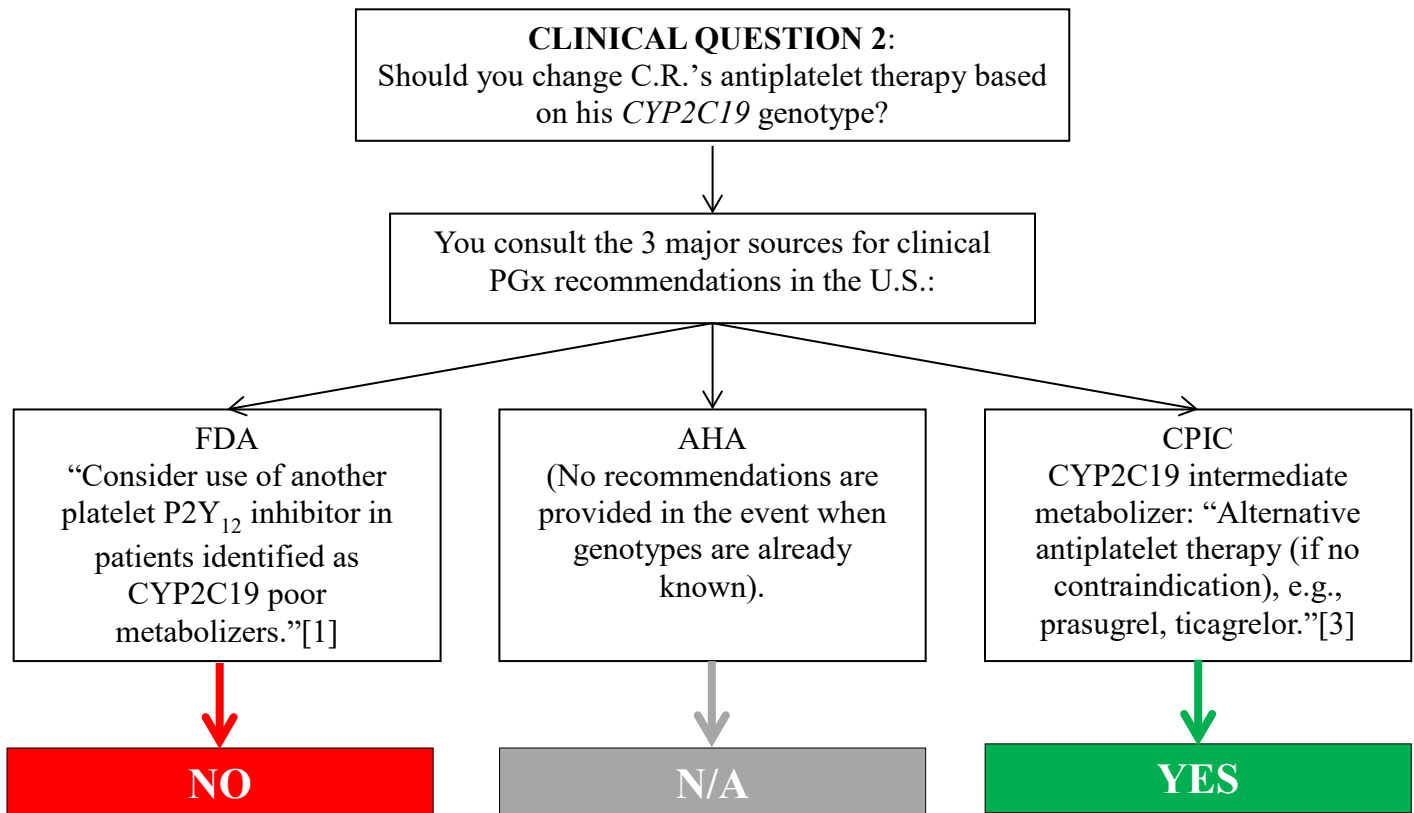 CLINICAL QUESTION 2:
Should you change C.R.’s antiplatelet therapy based
on his CYP2C19 genotype?
You consult the 3 major sources for clinical
PGx recommendations in the U.S.:
FDA
“Consider use of another
platelet P2Y₁₂ inhibitor in
patients identified as
CYP2C19 poor
metabolizers.”[1]
AHA
(No recommendations are
provided in the event when
genotypes are already
known).
CPIC
CYP2C19 intermediate
metabolizer: “Alternative
antiplatelet therapy (if no
contraindication), e.g.,
prasugrel, ticagrelor.”[3]
NO
N/A
YES